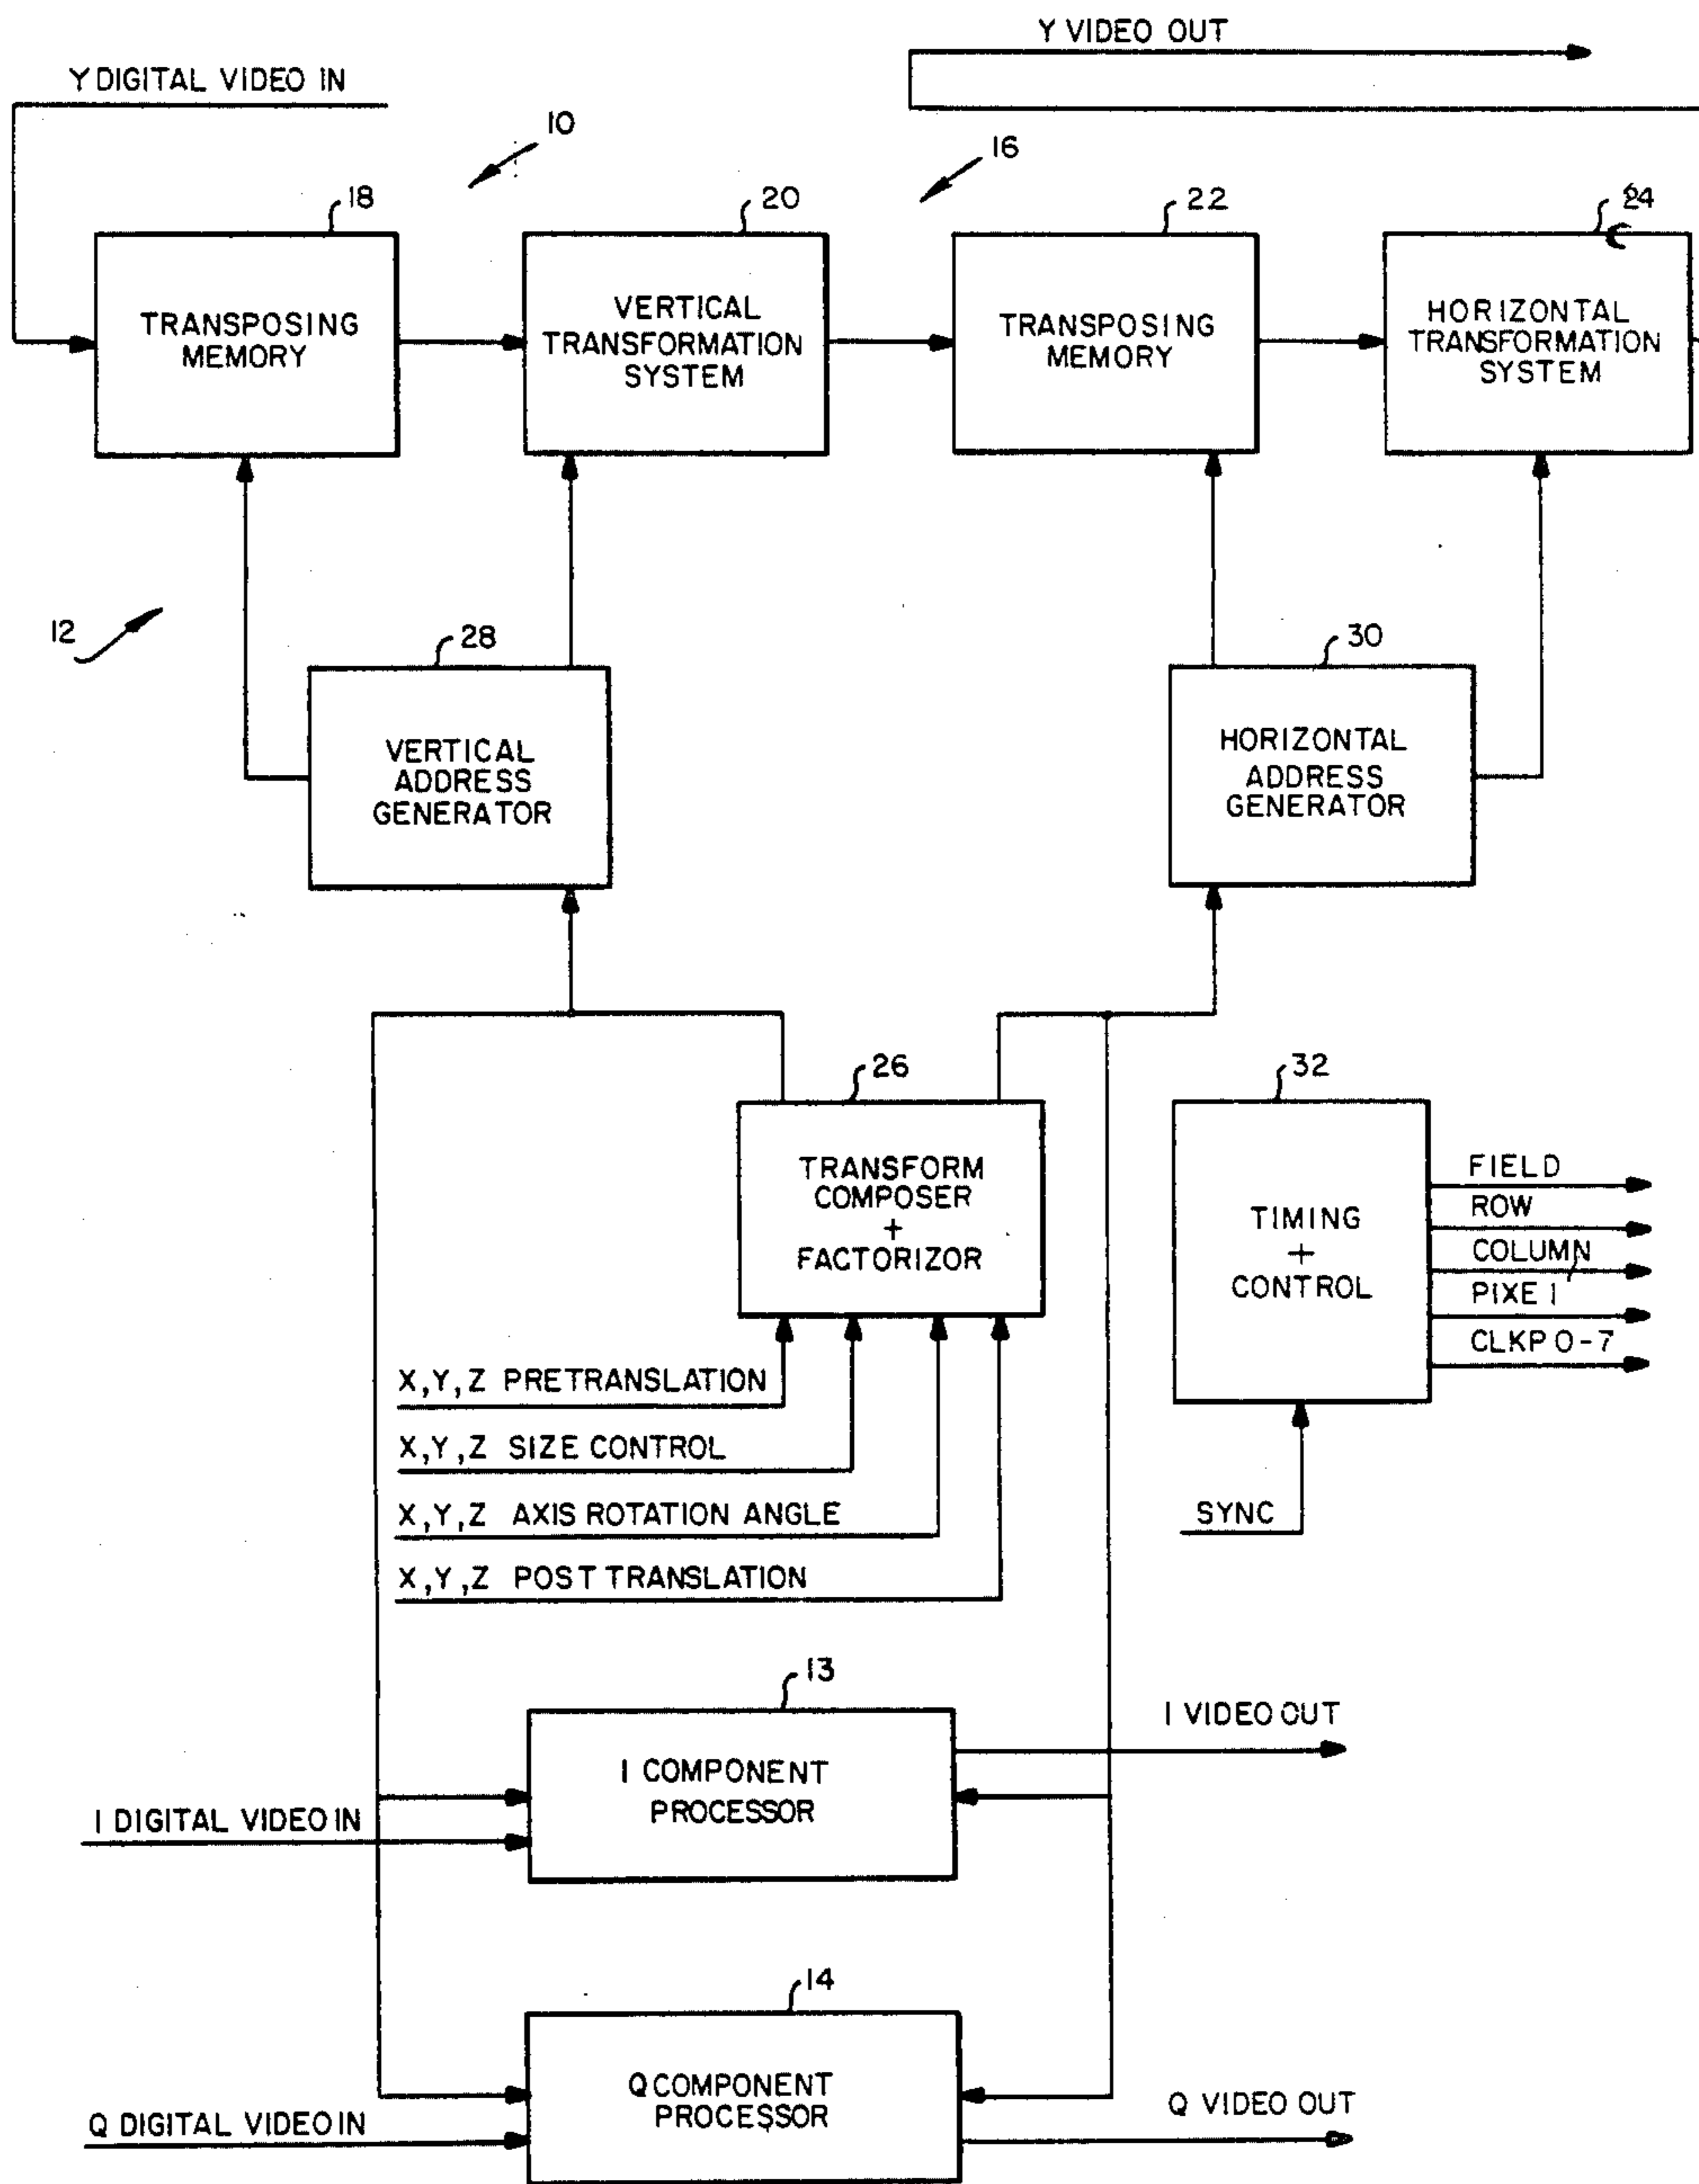 Y VIDEO OUT
Y DIGITAL VIDEO IN
10
16
18
20
22
24
TRANSPOSING
MEMORY
VERTICAL
TRANSFORMATION
SYSTEM
TRANSPOSING
MEMORY
HORIZONTAL
TRANSFORMATION
SYSTEM
12
28
30
VERTICAL
ADDRESS
GENERATOR
HORIZONTAL
ADDRESS
GENERATOR
26
32
TRANSFORM
COMPOSER
+
FACTORIZOR
TIMING
+
CONTROL
FIELD
ROW
COLUMN
PIXE 1
CLKP 0-7
X,Y,Z PRETRANSLATION
X,Y,Z SIZE CONTROL
X,Y,Z AXIS ROTATION ANGLE
X,Y,Z POST TRANSLATION
SYNC
13
I COMPONENT
PROCESSOR
I VIDEO OUT
I DIGITAL VIDEO IN
14
Q COMPONENT
PROCESSOR
Q VIDEO OUT
Q DIGITAL VIDEO IN